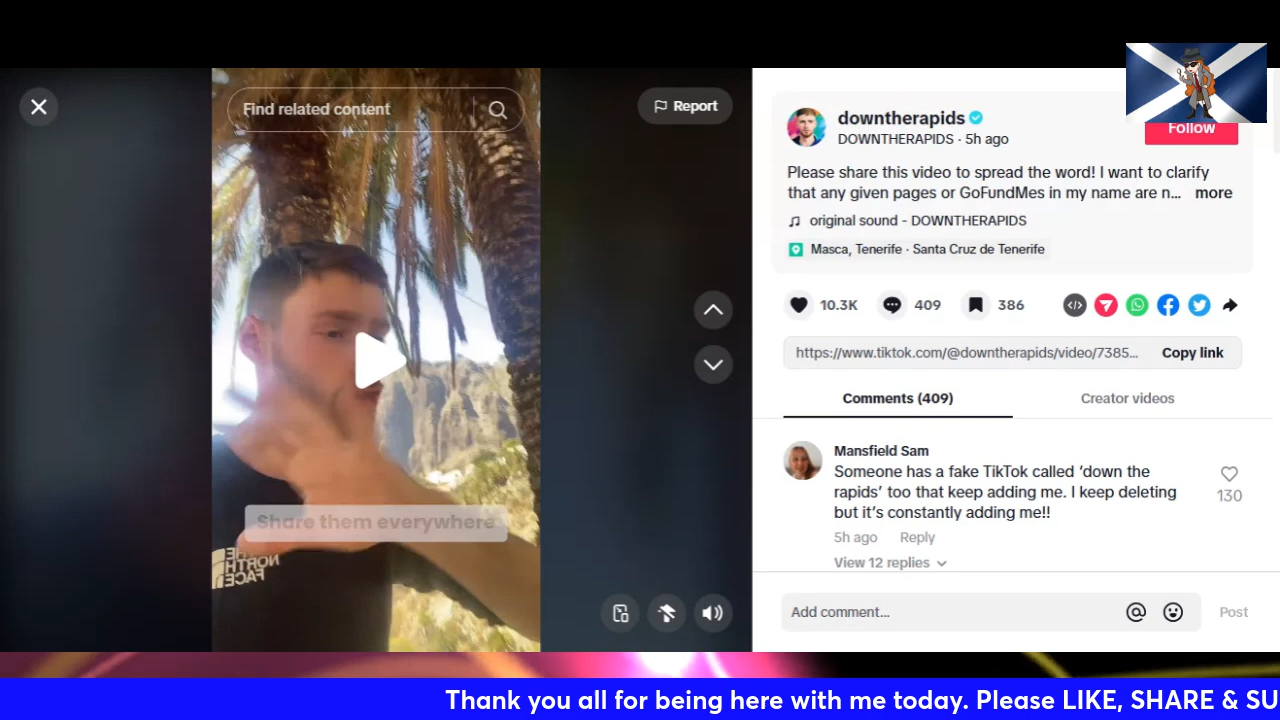 Find related content
Report
downtherapids
DOWNTHERAPIDS · 5h ago
Follow
Please share this video to spread the word! I want to clarify
that any given pages or GoFundMes in my name are n... more
original sound - DOWNTHERAPIDS
Masca, Tenerife · Santa Cruz de Tenerife
10.3K
409
386
https://www.tiktok.com/@downtherapids/video/7385... Copy link
Comments (409)
Creator videos
Mansfield Sam
Someone has a fake TikTok called ‘down the
rapids’ too that keep adding me. I keep deleting
but it’s constantly adding me!!
130
5h ago Reply
View 12 replies
Share them everywhere
THE
NORTH
FACE
Add comment...
Post
Thank you all for being here with me today. Please LIKE, SHARE & SU